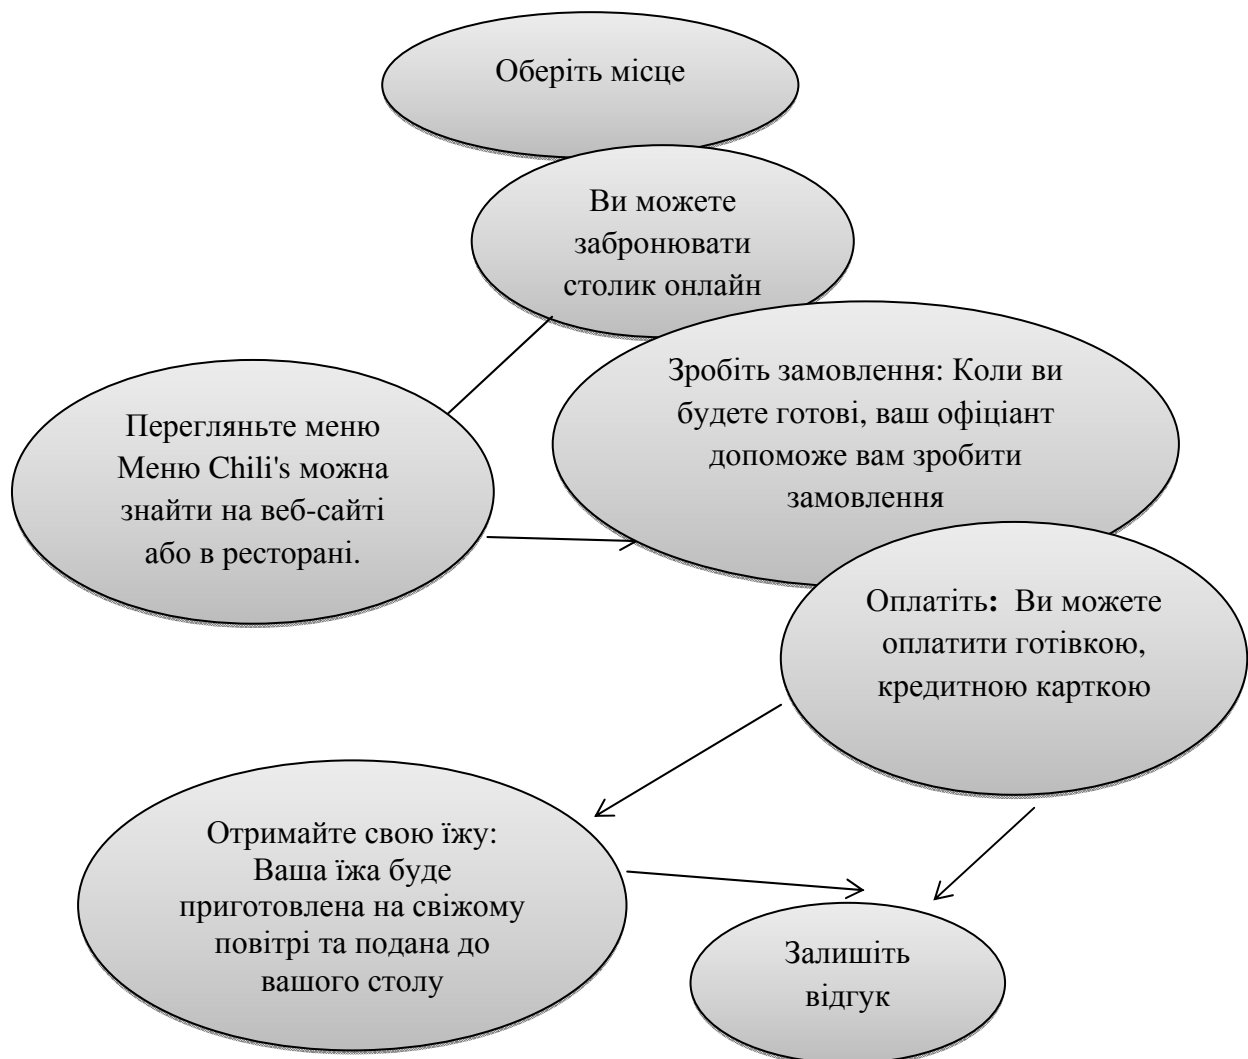 Оберіть місце
Ви можете
забронювати
столик онлайн
Зробіть замовлення: Коли ви
будете готові, ваш офіціант
допоможе вам зробити
замовлення
Перегляньте меню
Меню Chili's можна
знайти на веб-сайті
або в ресторані.
Оплатіть: Ви можете
оплатити готівкою,
кредитною карткою
Отримайте свою їжу:
Ваша їжа буде
приготовлена на свіжому
повітрі та подана до
вашого столу
Залишіть
відгук